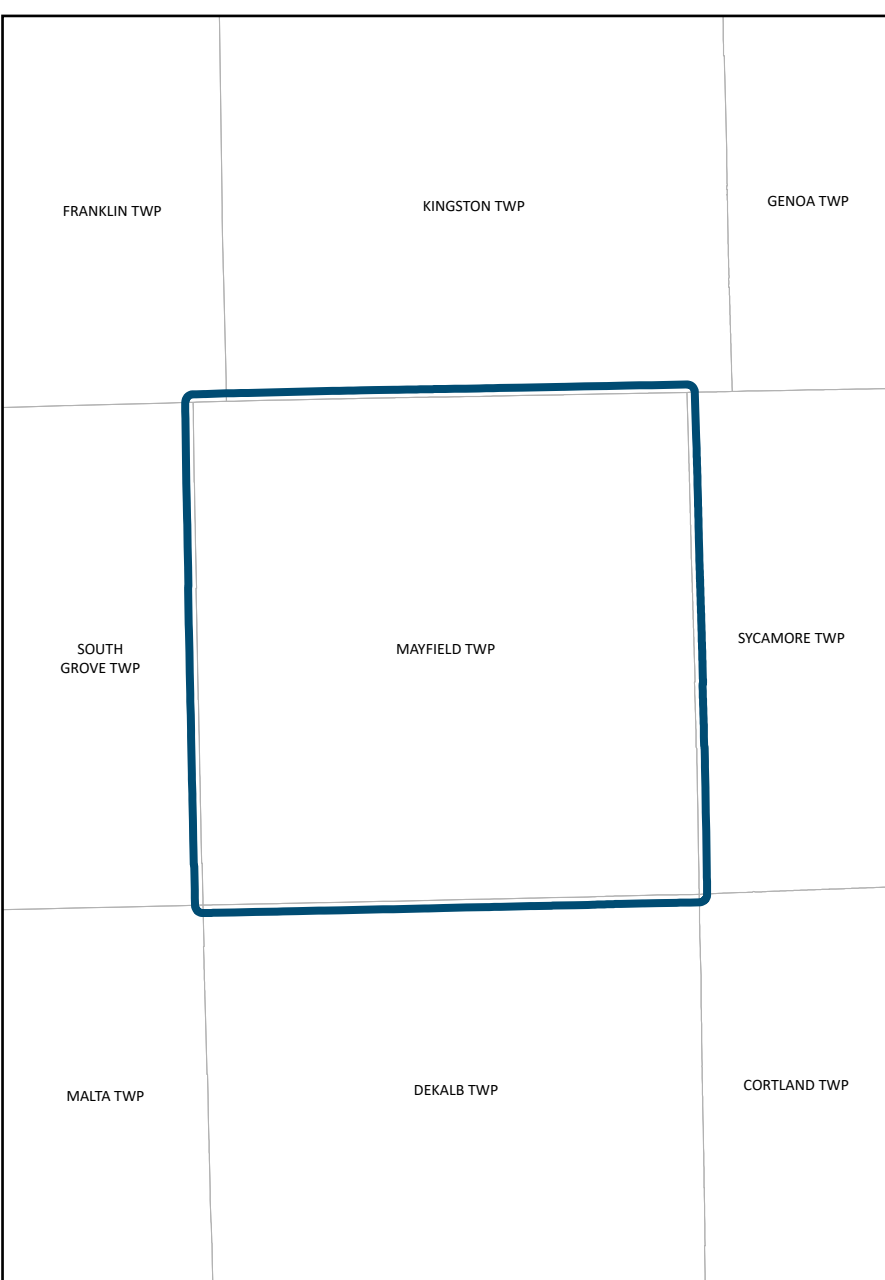 FRANKLIN TWP
KINGSTON TWP
GENOA TWP
SOUTH
GROVE TWP
MAYFIELD TWP
SYCAMORE TWP
MALTA TWP
DEKALB TWP
CORTLAND TWP